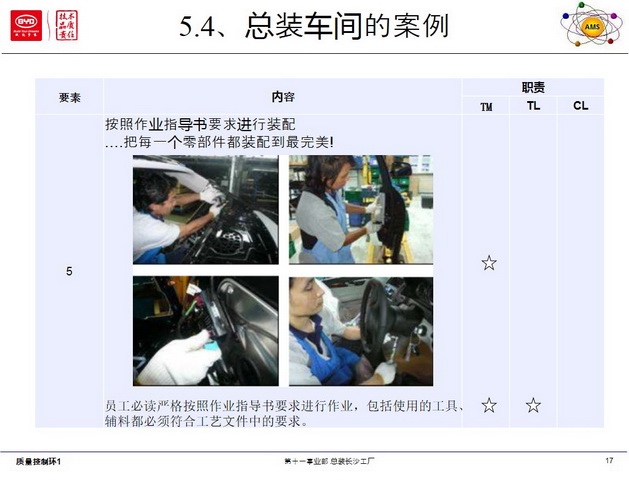 BYD
技术
品质
责任
5.4、总装车间的案例
AMS
要素
内容
职责
TM
TL
CL
按照作业指导书要求进行装配
....把每一个零部件都装配到最完美!
5
☆
员工必读严格按照作业指导书要求进行作业，包括使用的工具、
辅料都必须符合工艺文件中的要求。
☆
☆
质量控制环1
第十一事业部 总装长沙工厂
17